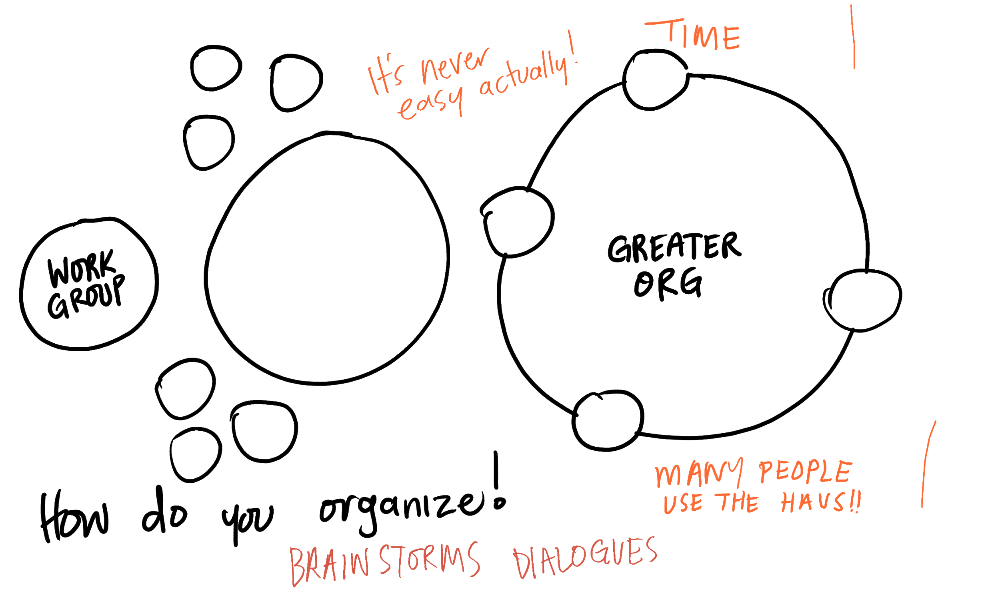 TIME
It's never
easy actually!
WORK
GROUP
GREATER
ORG
MANY PEOPLE
USE THE HAUS!!
How do you organize!
BRAINSTORMS DIALOGUES